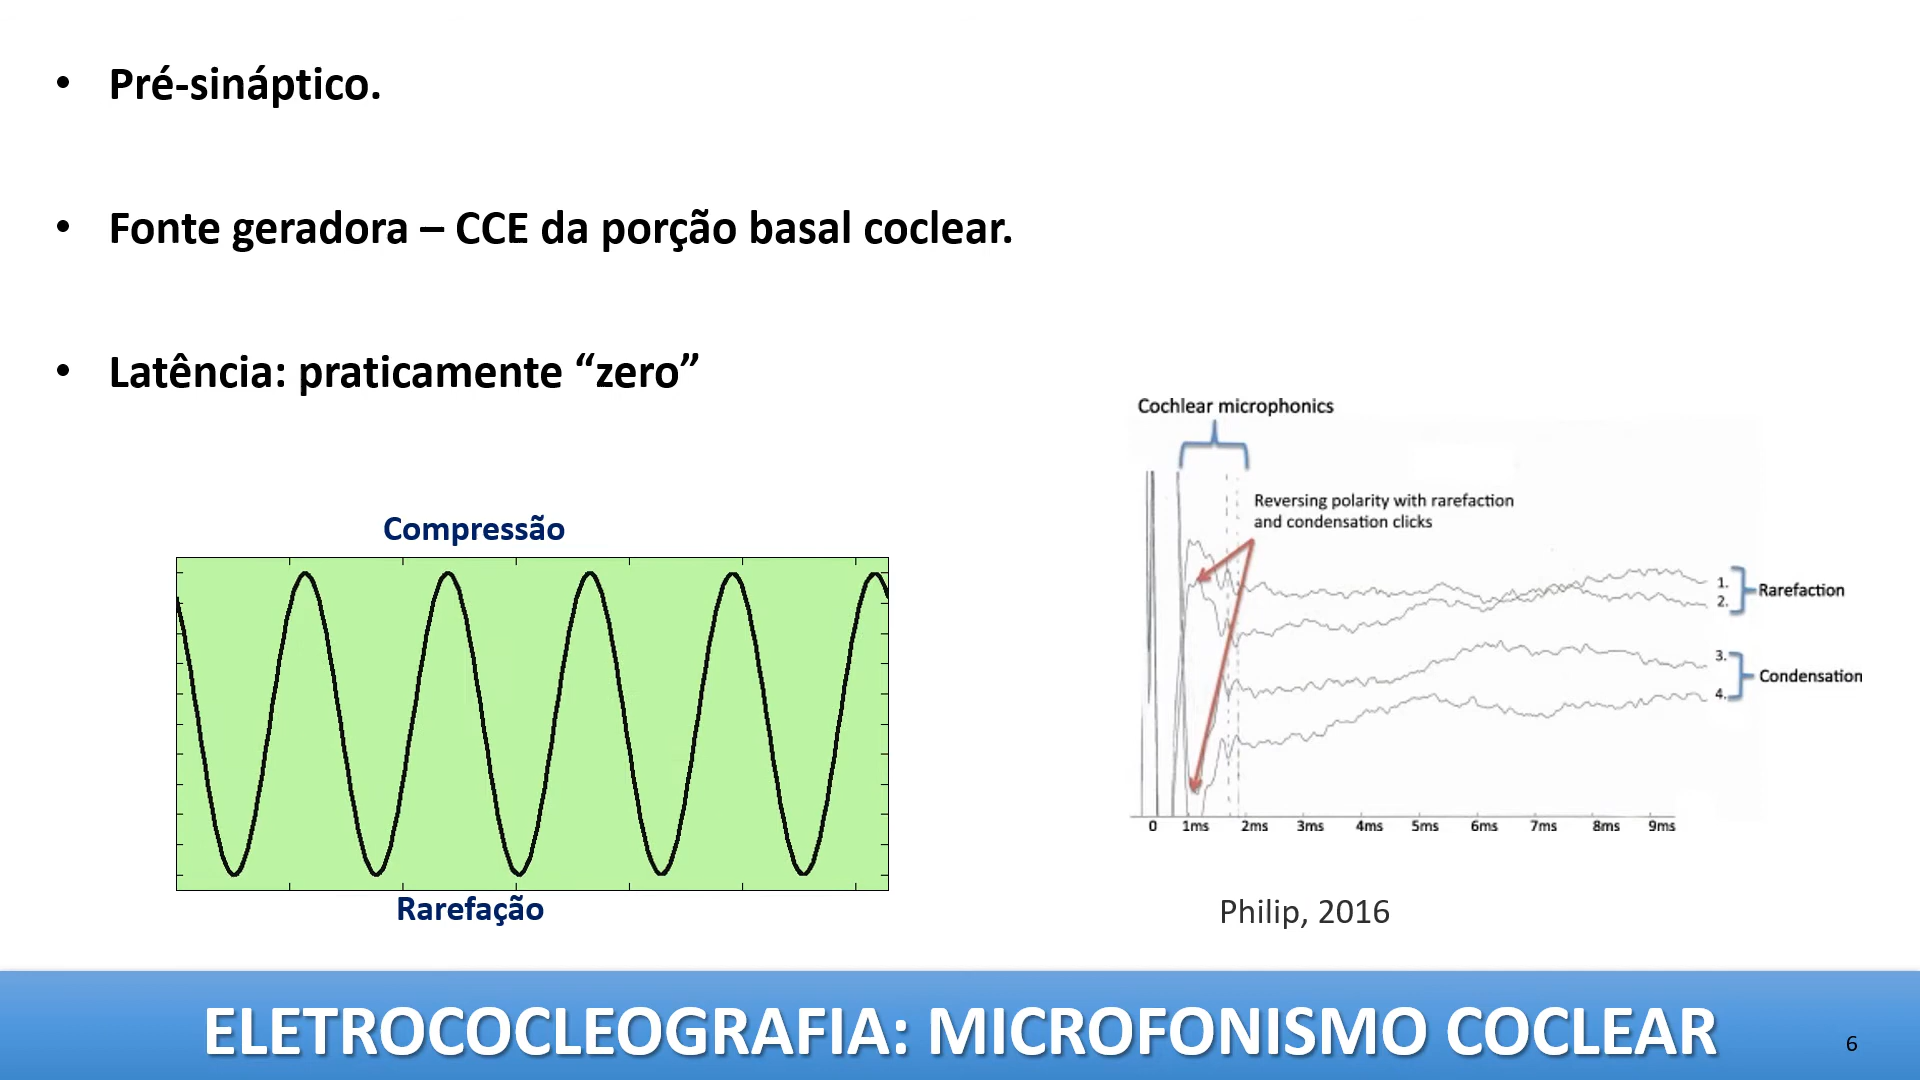 • Pré-sináptico.
• Fonte geradora – CCE da porção basal coclear.
• Latência: praticamente “zero”
Compressão
Rarefação
Cochlear microphonics
Reversing polarity with rarefaction
and condensation clicks
1.
2.
Rarefaction
3.
4.
Condensation
0 1ms 2ms 3ms 4ms 5ms 6ms 7ms 8ms 9ms
Philip, 2016
ELETROCOCLEOGRAFIA: MICROFONISMO COCLEAR
6